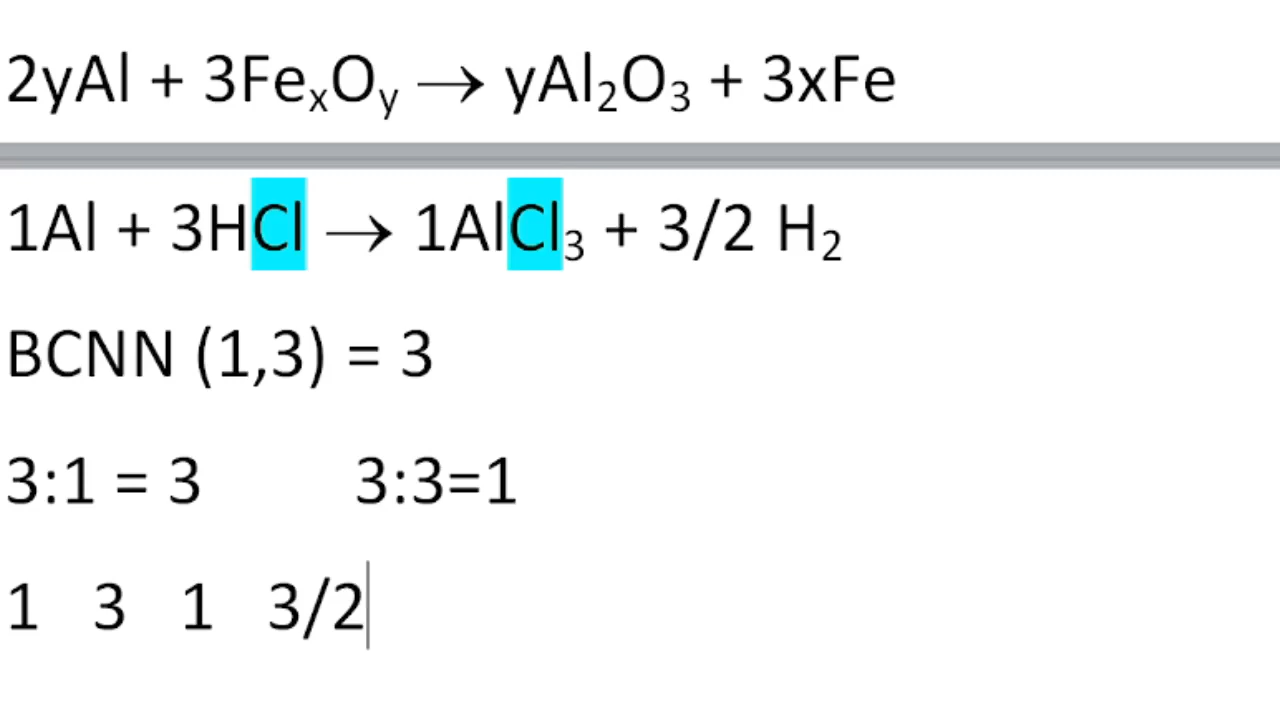 2yAl + 3FeₓOᵧ → yAl₂O₃ + 3xFe
1Al + 3HCl → 1AlCl₃ + 3/2 H₂
BCNN (1,3) = 3
3:1 = 3 3:3=1
1 3 1 3/2